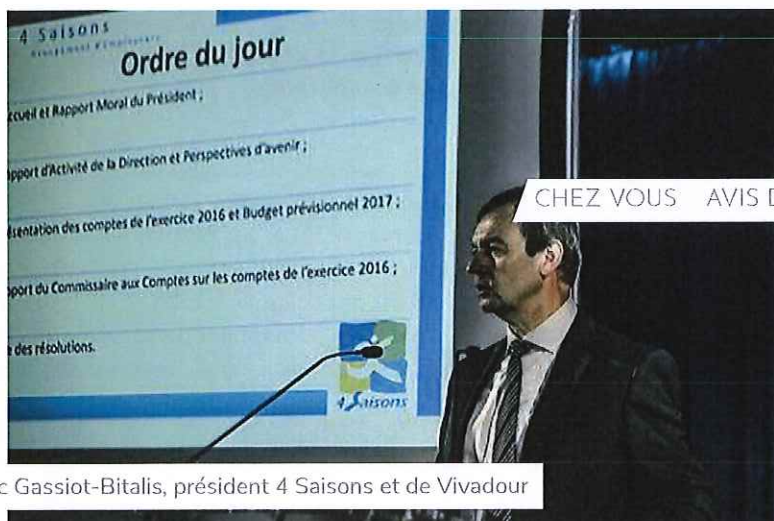 4 Saisons
Groupement d'Employeurs
Ordre du jour
ccueil et Rapport Moral du Président ;
apport d'Activité de la Direction et Perspectives d'avenir ;
ésentation des comptes de l'exercice 2016 et Budget prévisionnel 2017 ;
pport du Commissaire aux Comptes sur les comptes de l'exercice 2016 ;
e des résolutions.
4 Saisons
CHEZ VOUS AVIS D
c Gassiot-Bitalis, président 4 Saisons et de Vivadour